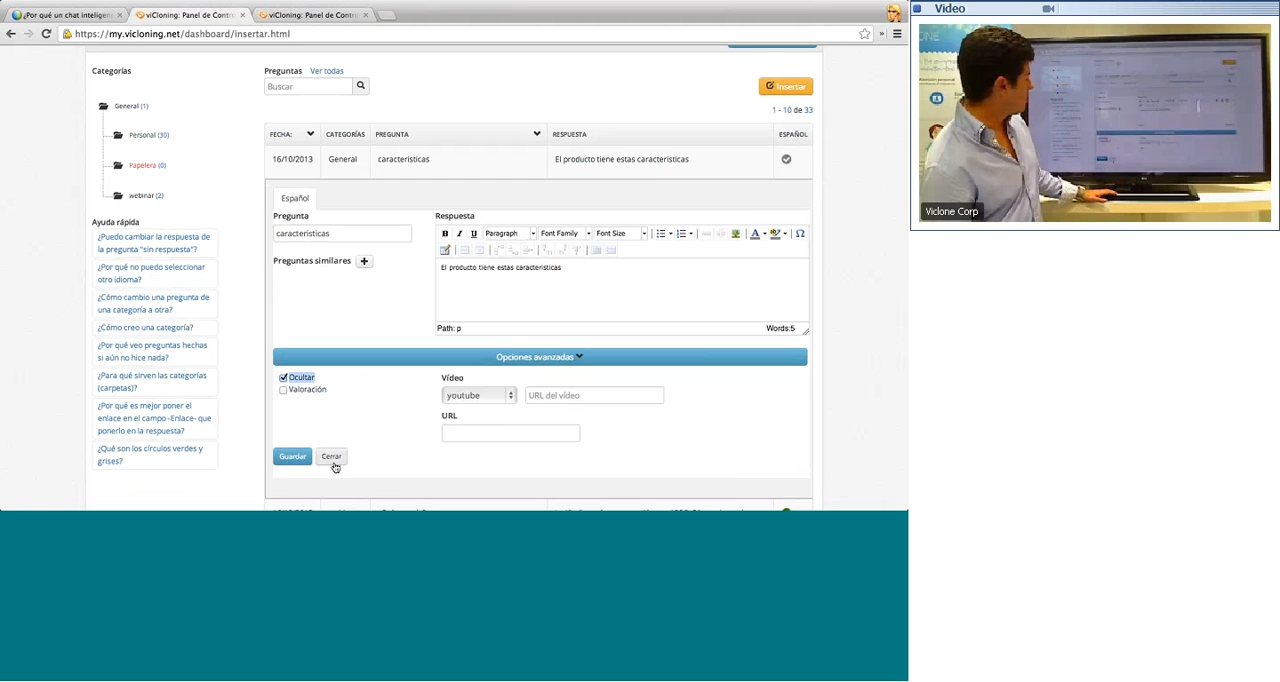 ¿Por qué un chat inteligen
viCloning: Panel de Contr
viCloning: Panel de Contr
https://my.vicloning.net/dashboard/insertar.html
Video
Categorías
Preguntas Ver todas
Buscar
Insertar
1 - 10 de 33
General (1)
Personal (30)
Papelera (0)
webinar (2)
FECHA: CATEGORÍAS PREGUNTA RESPUESTA ESPAÑOL
16/10/2013 General caracteristicas El producto tiene estas caracteristicas
Español
Pregunta
caracteristicas
Preguntas similares
Respuesta
B I U Paragraph Font Family Font Size A Ω
El producto tiene estas caracteristicas
Path: p Words:5
Opciones avanzadas
Ocultar
Valoración
Vídeo
youtube URL del vídeo
URL
Guardar Cerrar
Ayuda rápida
¿Puedo cambiar la respuesta de
la pregunta "sin respuesta"?
¿Por qué no puedo seleccionar
otro idioma?
¿Cómo cambio una pregunta de
una categoría a otra?
¿Cómo creo una categoría?
¿Por qué veo preguntas hechas
si aún no hice nada?
¿Para qué sirven las categorías
(carpetas)?
¿Por qué es mejor poner el
enlace en el campo -Enlace- que
ponerlo en la respuesta?
¿Qué son los círculos verdes y
grises?
Viclone Corp